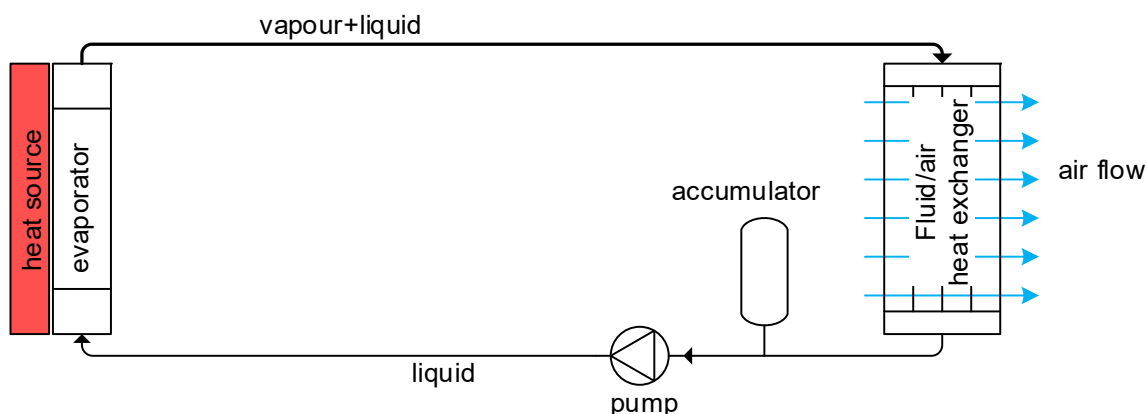 vapour+liquid
heat source
evaporator
Fluid/air
heat exchanger
air flow
accumulator
liquid
pump